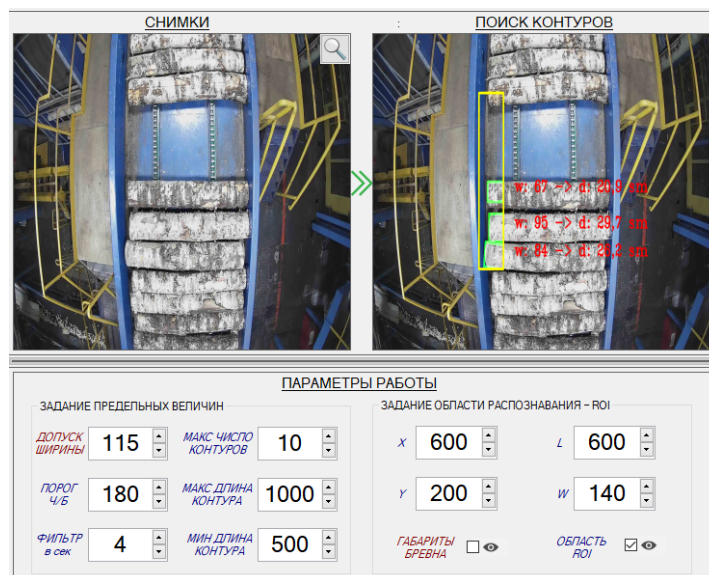 СНИМКИ
:
ПОИСК КОНТУРОВ
w: 67 -> d: 20,9 sm
w: 95 -> d: 29,7 sm
w: 84 -> d: 26,2 sm
ПАРАМЕТРЫ РАБОТЫ
ЗАДАНИЕ ПРЕДЕЛЬНЫХ ВЕЛИЧИН
ДОПУСК
ШИРИНЫ
115
МАКС ЧИСЛО
КОНТУРОВ
10
ПОРОГ
Ч/Б
180
МАКС ДЛИНА
КОНТУРА
1000
ФИЛЬТР
в сек
4
МИН ДЛИНА
КОНТУРА
500
ЗАДАНИЕ ОБЛАСТИ РАСПОЗНАВАНИЯ – ROI
X
600
L
600
Y
200
W
140
ГАБАРИТЫ
БРЕВНА
ОБЛАСТЬ
ROI